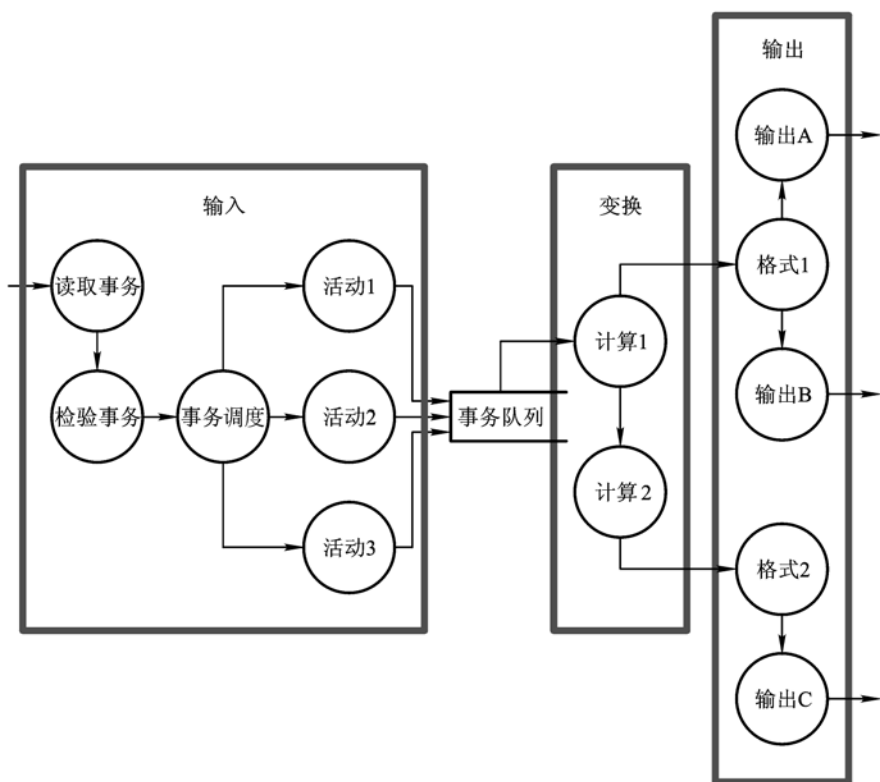 输入
读取事务
检验事务
事务调度
活动1
活动2
活动3
事务队列
变换
计算1
计算2
输出
输出A
格式1
输出B
格式2
输出C